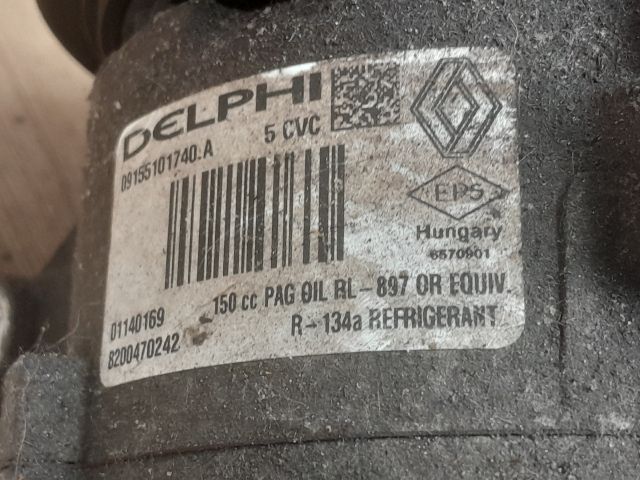 DELPHI
5 CVC
09155101740.A
EPS
Hungary
6570901
150 cc PAG OIL RL-897 OR EQUIV.
R-134a REFRIGERANT
01140169
8200470242